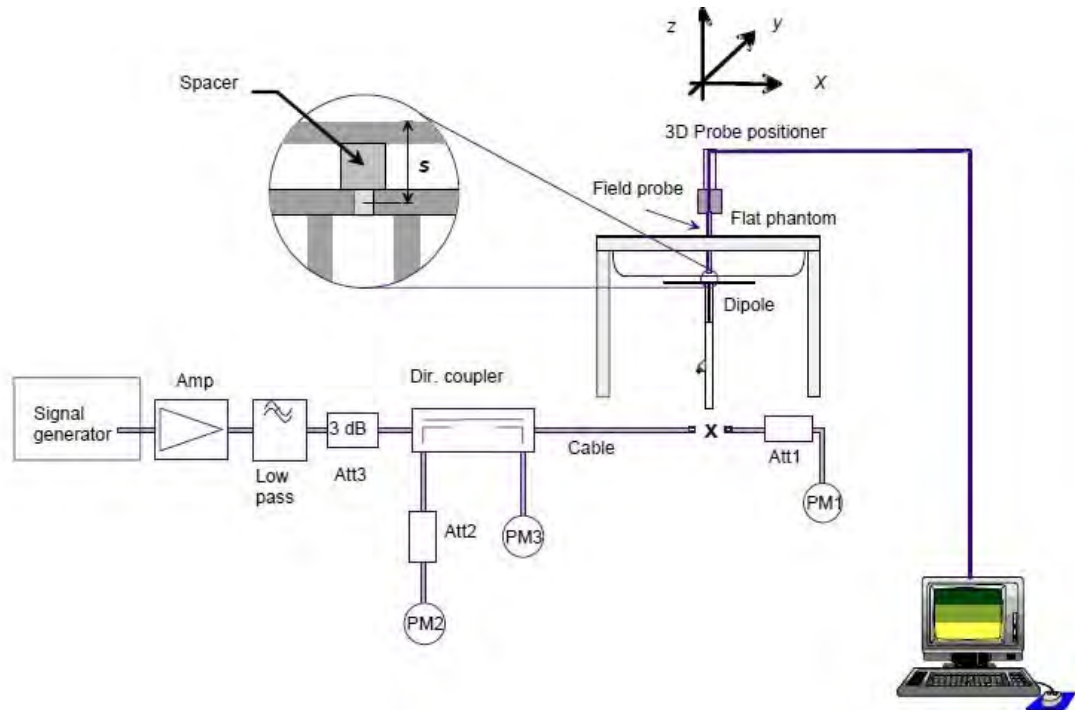 z
y
X
Spacer
s
3D Probe positioner
Field probe
Flat phantom
Dipole
Signal
generator
Amp
Low
pass
3 dB
Att3
Dir. coupler
Cable
X
Att1
PM1
Att2
PM3
PM2